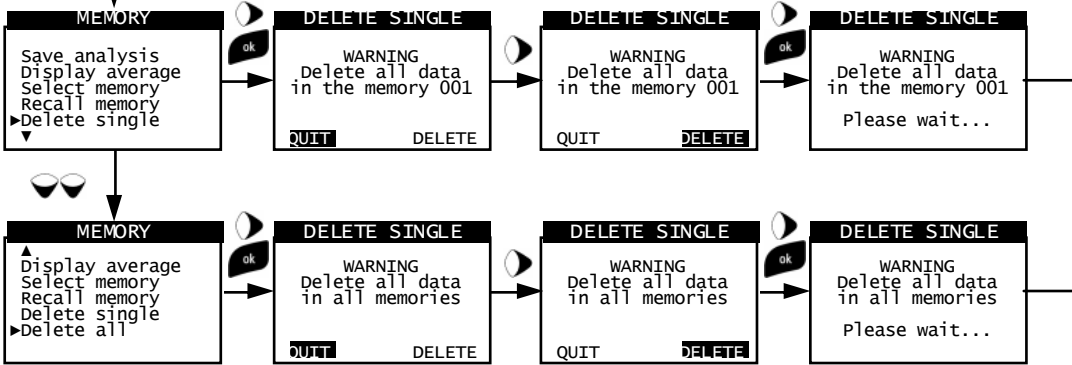 MEMORY
Save analysis
Display average
Select memory
Recall memory
►Delete single
▼
ok
DELETE SINGLE
WARNING
Delete all data
in the memory 001
QUIT DELETE
DELETE SINGLE
WARNING
Delete all data
in the memory 001
QUIT DELETE
ok
DELETE SINGLE
WARNING
Delete all data
in the memory 001
Please wait...
MEMORY
▲
Display average
Select memory
Recall memory
Delete single
►Delete all
ok
DELETE SINGLE
WARNING
Delete all data
in all memories
QUIT DELETE
DELETE SINGLE
WARNING
Delete all data
in all memories
QUIT DELETE
ok
DELETE SINGLE
WARNING
Delete all data
in all memories
Please wait...